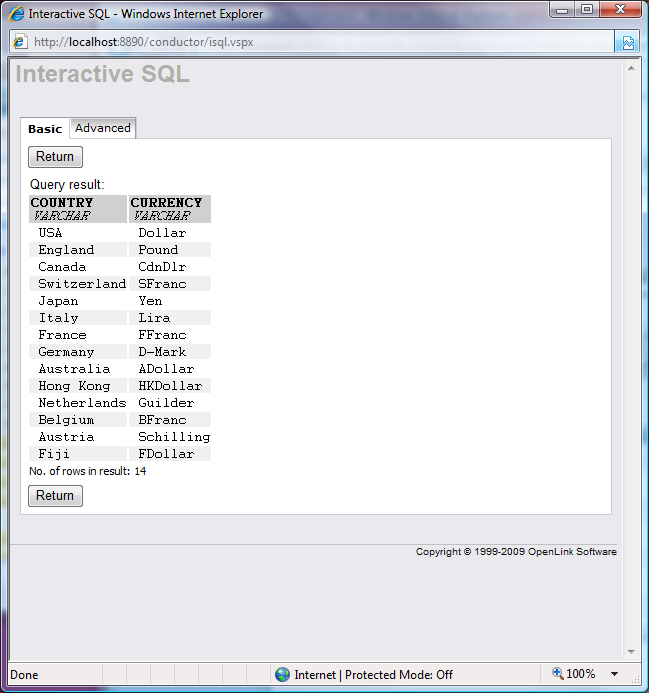 Interactive SQL - Windows Internet Explorer
http://localhost:8890/conductor/isql.vspx
Interactive SQL
Basic Advanced
Return
Query result:
COUNTRY CURRENCY
VARCHAR VARCHAR
USA Dollar
England Pound
Canada CdnDlr
Switzerland SFranc
Japan Yen
Italy Lira
France FFranc
Germany D-Mark
Australia ADollar
Hong Kong HKDollar
Netherlands Guilder
Belgium BFranc
Austria Schilling
Fiji FDollar
No. of rows in result: 14
Return
Copyright © 1999-2009 OpenLink Software
Done Internet | Protected Mode: Off 100%